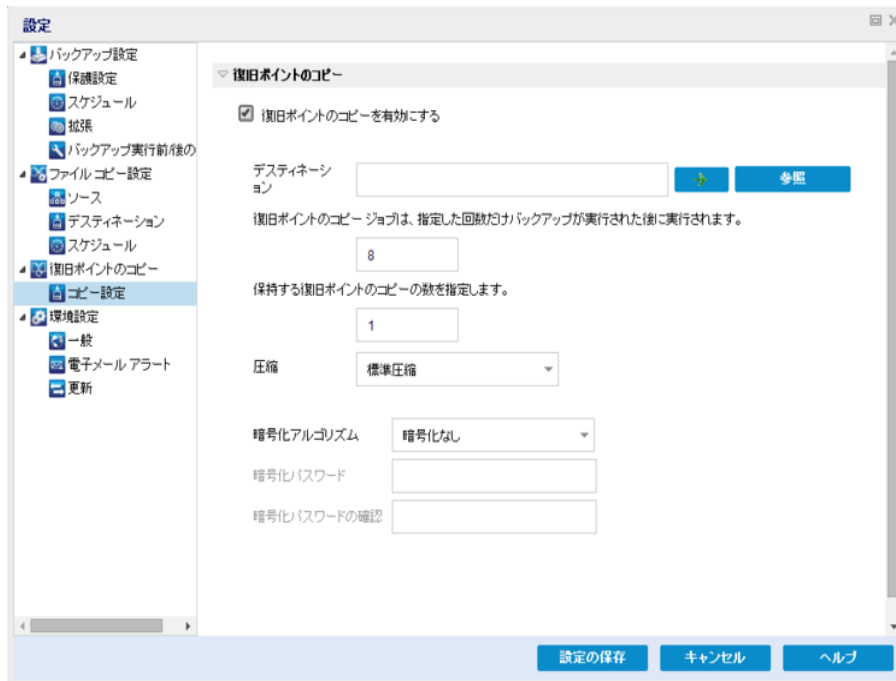 設定
バックアップ設定
保護設定
スケジュール
拡張
バックアップ実行前/後の
ファイル コピー設定
ソース
デスティネーション
スケジュール
復旧ポイントのコピー
コピー設定
環境設定
一般
電子メール アラート
更新
復旧ポイントのコピー
復旧ポイントのコピーを有効にする
デスティネーシ
ョン
参照
復旧ポイントのコピー ジョブは、指定した回数だけバックアップが実行された後に実行されます。
8
保持する復旧ポイントのコピーの数を指定します。
1
圧縮 標準圧縮
暗号化アルゴリズム 暗号化なし
暗号化パスワード
暗号化パスワードの確認
設定の保存 キャンセル ヘルプ